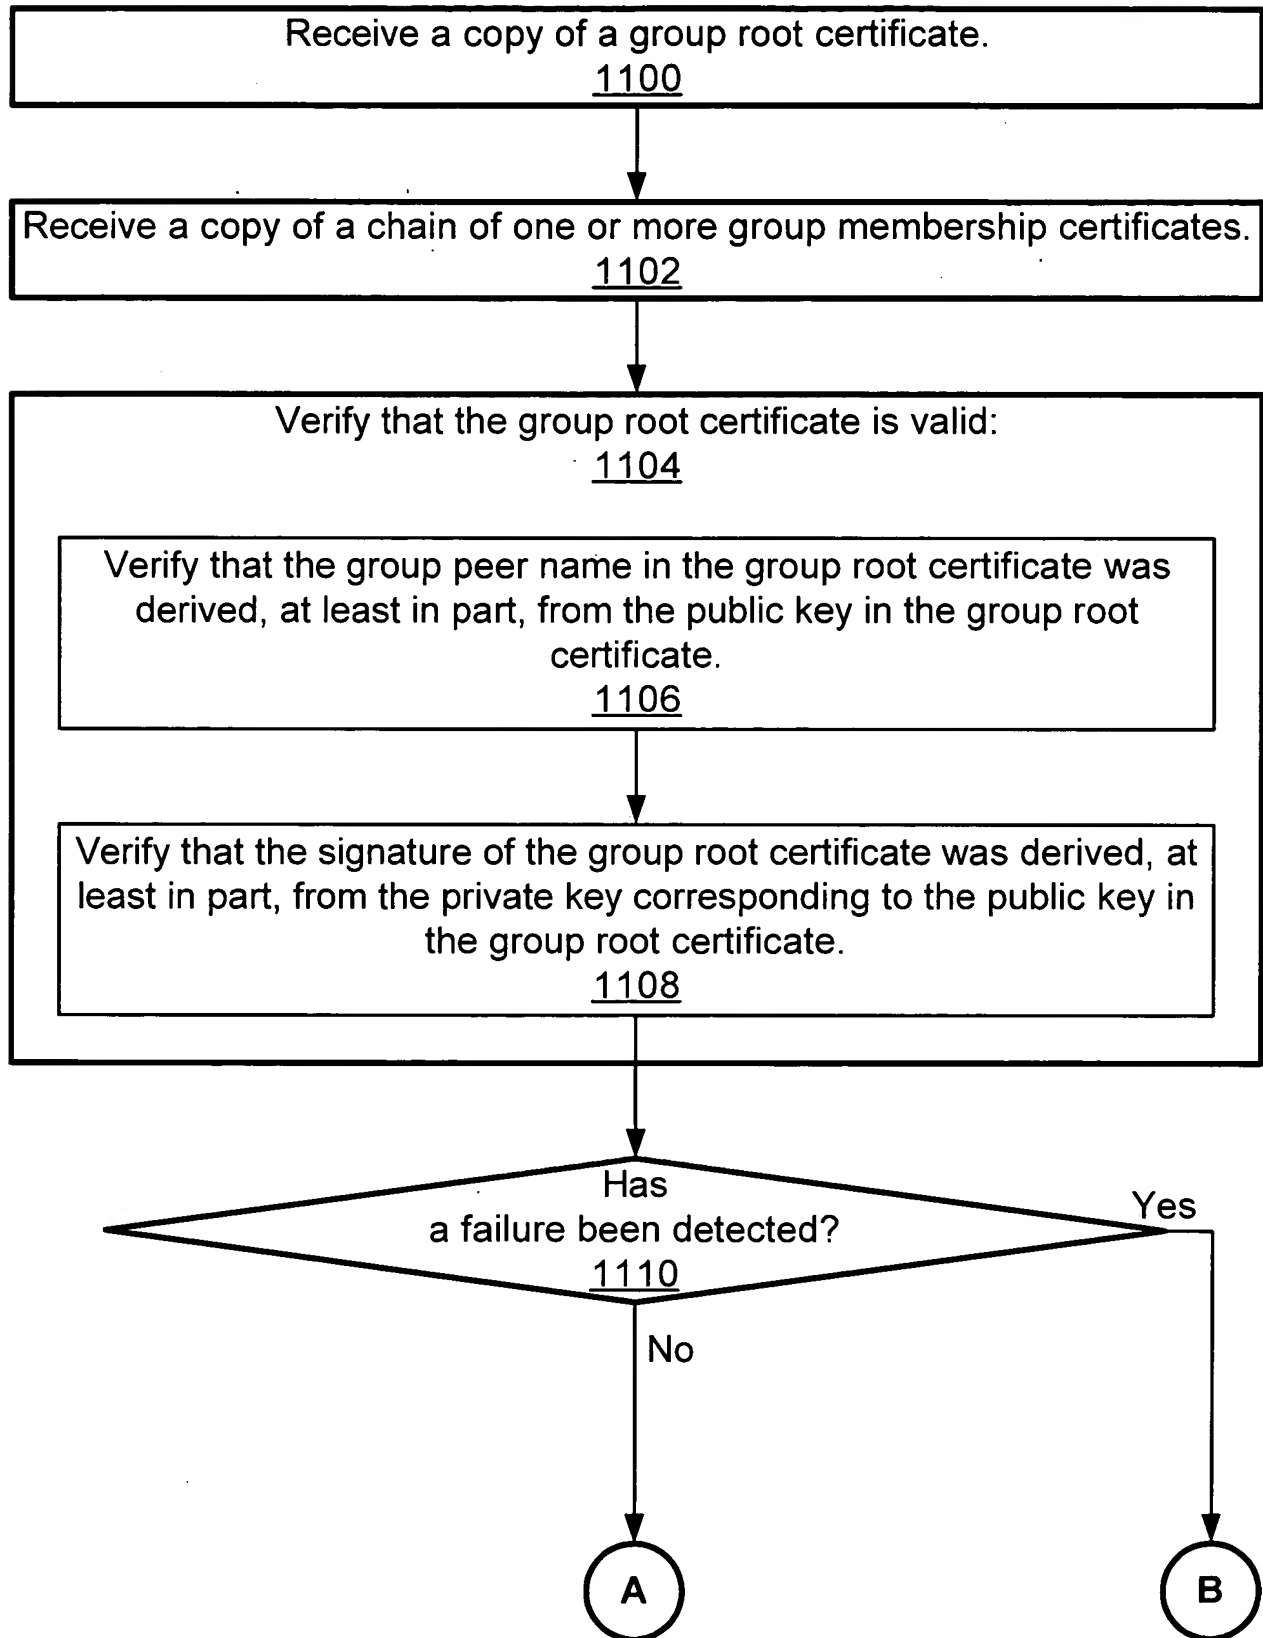 Receive a copy of a group root certificate.
1100
Receive a copy of a chain of one or more group membership certificates.
1102
Verify that the group root certificate is valid:
1104
Verify that the group peer name in the group root certificate was
derived, at least in part, from the public key in the group root
certificate.
1106
Verify that the signature of the group root certificate was derived, at
least in part, from the private key corresponding to the public key in
the group root certificate.
1108
Has
a failure been detected?
1110
Yes
No
A
B